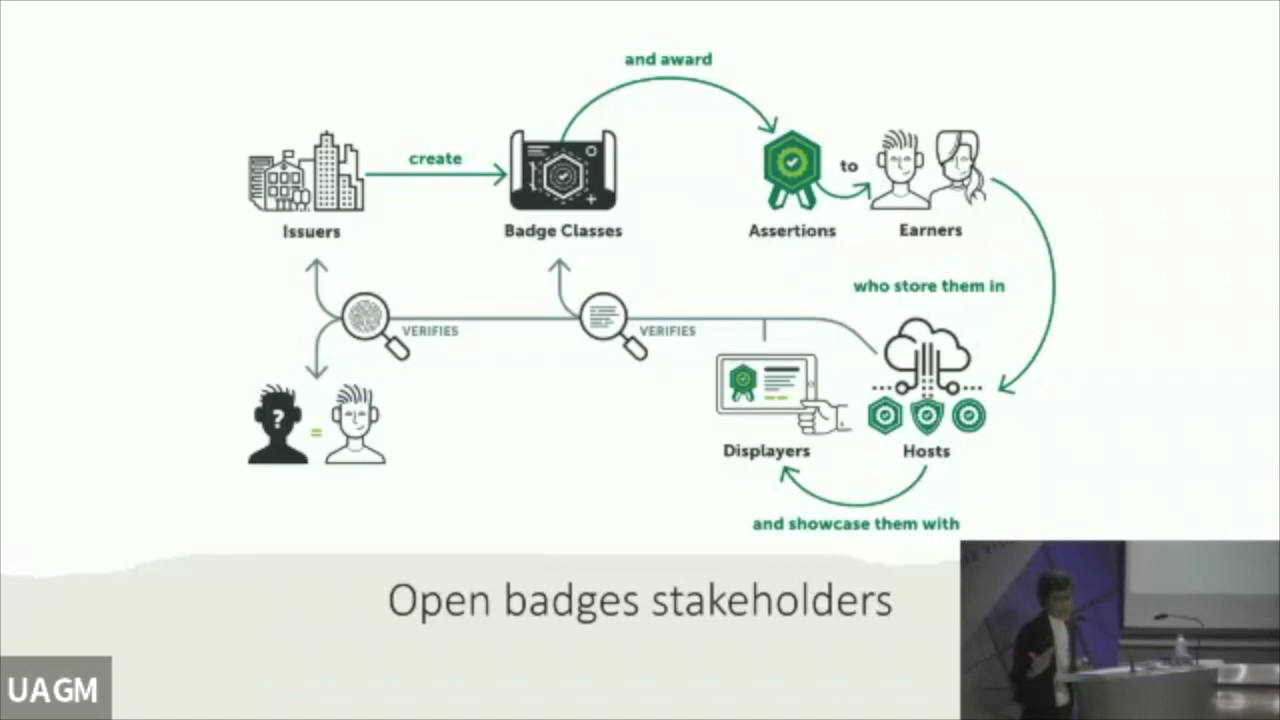 and award
create
to
Issuers
Badge Classes
Assertions
Earners
who store them in
VERIFIES
VERIFIES
?
=
Displayers
Hosts
and showcase them with
Open badges stakeholders
UAGM